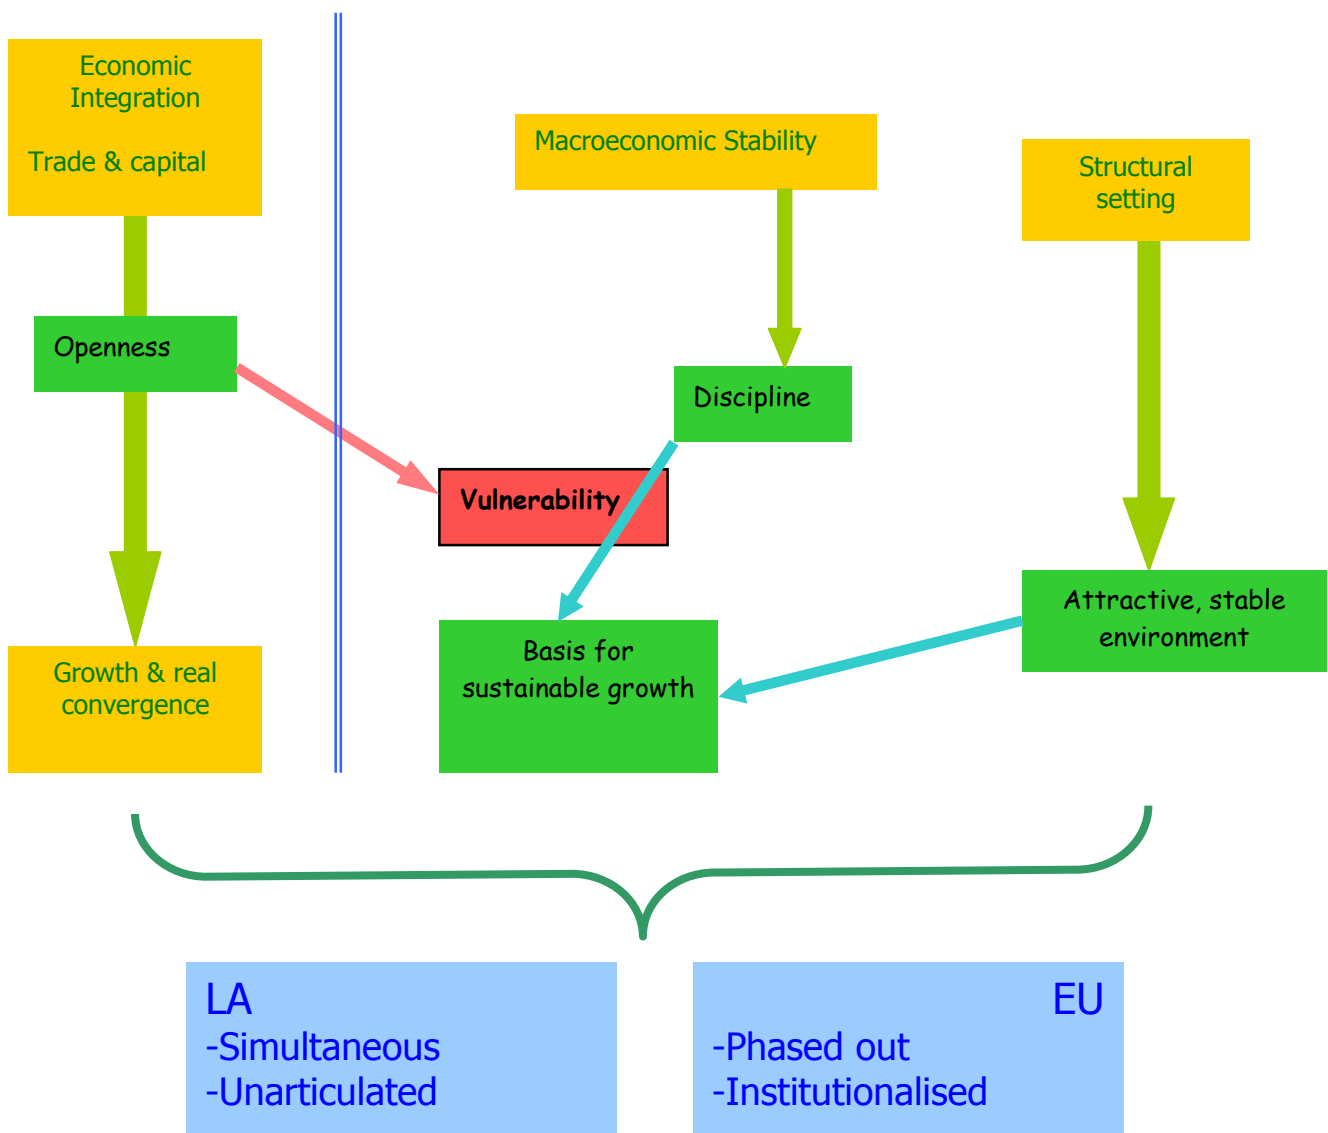 Economic
Integration
Trade & capital
Macroeconomic Stability
Structural
setting
Openness
Discipline
Vulnerability
Attractive, stable
environment
Basis for
sustainable growth
Growth & real
convergence
LA
-Simultaneous
-Unarticulated
EU
-Phased out
-Institutionalised